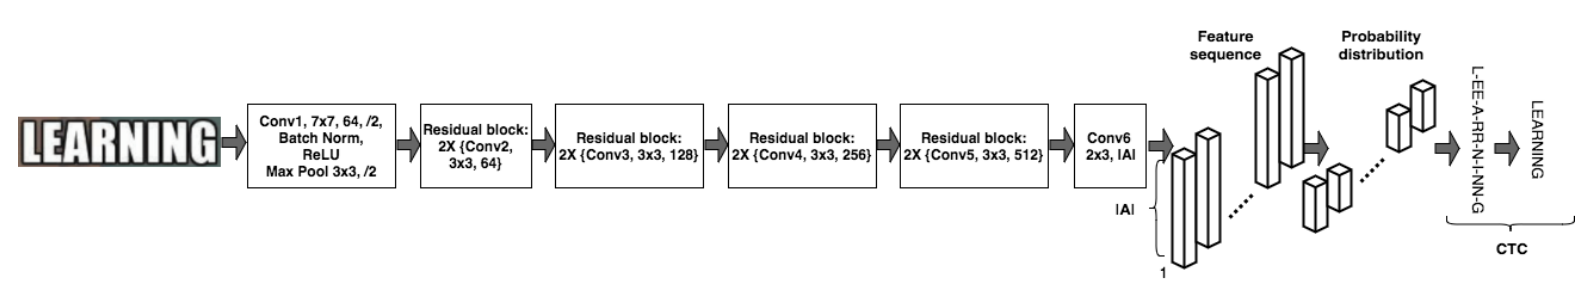 LEARNING
Conv1, 7x7, 64, /2,
Batch Norm,
ReLU
Max Pool 3x3, /2
Residual block:
2X {Conv2,
3x3, 64}
Residual block:
2X {Conv3, 3x3, 128}
Residual block:
2X {Conv4, 3x3, 256}
Residual block:
2X {Conv5, 3x3, 512}
Conv6
2x3, |A|
Feature
sequence
|A|
1
Probability
distribution
L-EE-A-RR-N-I-NN-G
LEARNING
CTC